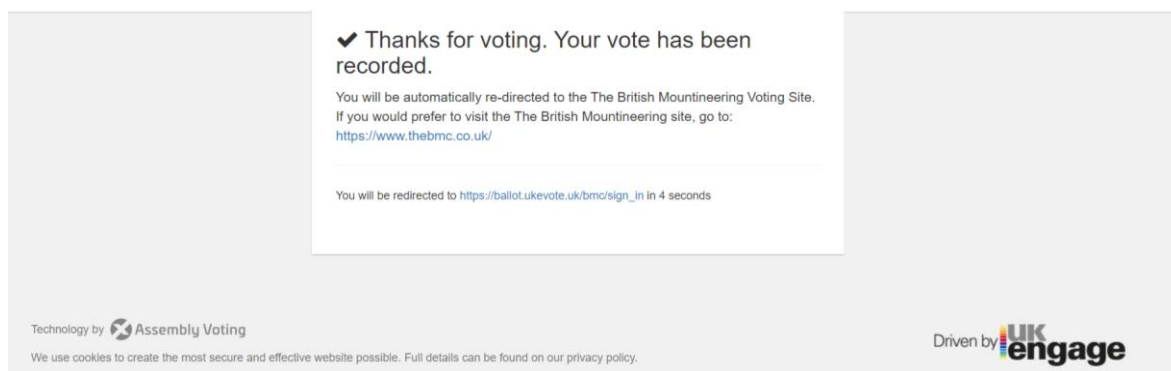 ✔ Thanks for voting. Your vote has been
recorded.
You will be automatically re-directed to the The British Mountineering Voting Site.
If you would prefer to visit the The British Mountineering site, go to:
https://www.thebmc.co.uk/
You will be redirected to https://ballot.ukevote.uk/bmc/sign_in in 4 seconds
Technology by Assembly Voting
We use cookies to create the most secure and effective website possible. Full details can be found on our privacy policy.
Driven by UK
engage